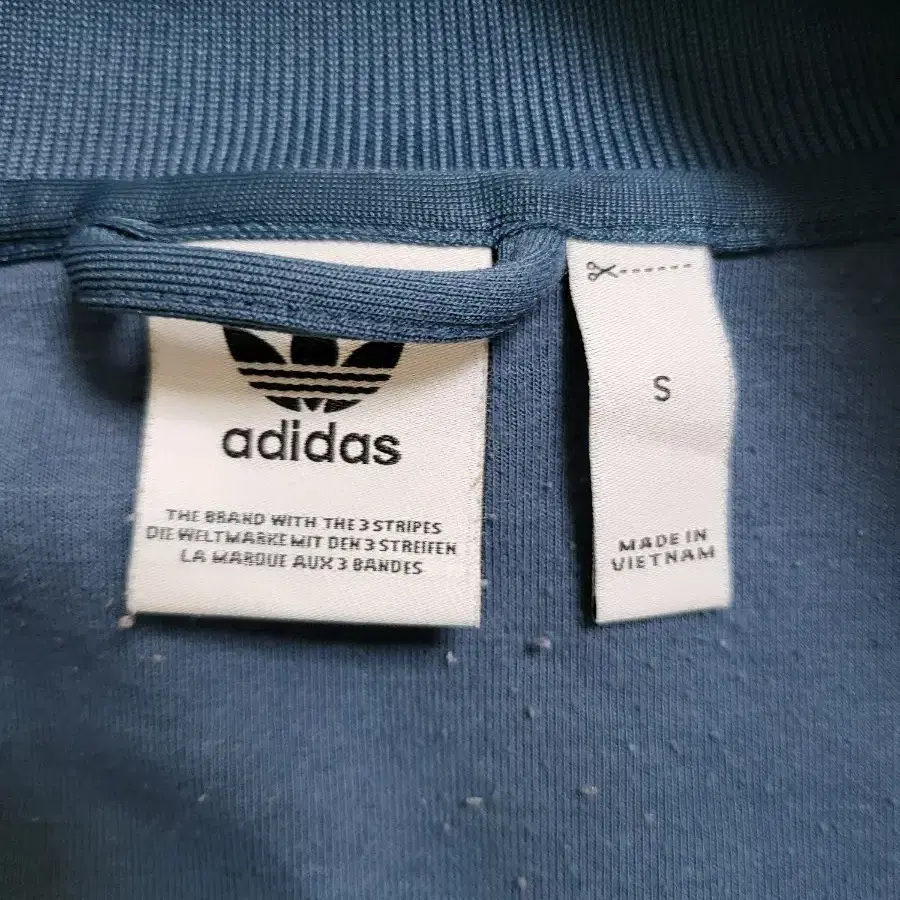 adidas
THE BRAND WITH THE 3 STRIPES
DIE WELTMARKE MIT DEN 3 STREIFEN
LA MARQUE AUX 3 BANDES
S
MADE IN
VIETNAM